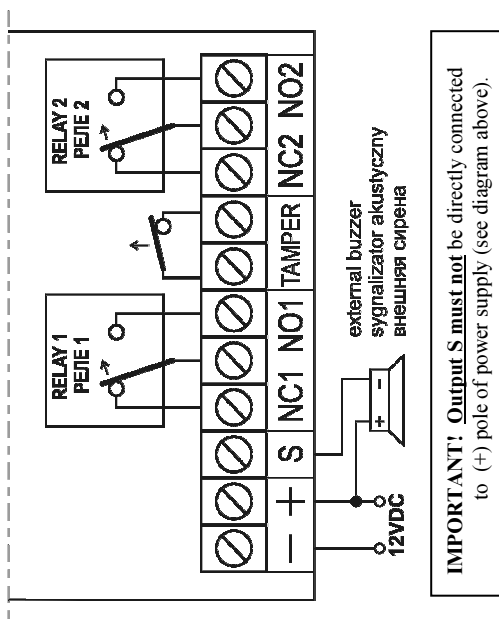 RELAY 1
РЕЛЕ 1
RELAY 2
РЕЛЕ 2
— + S NC1 NO1 TAMPER NC2 NO2
+ -
12VDC
external buzzer
sygnalizator akustyczny
внешняя сирена
IMPORTANT! Output S must not be directly connected
to (+) pole of power supply (see diagram above).